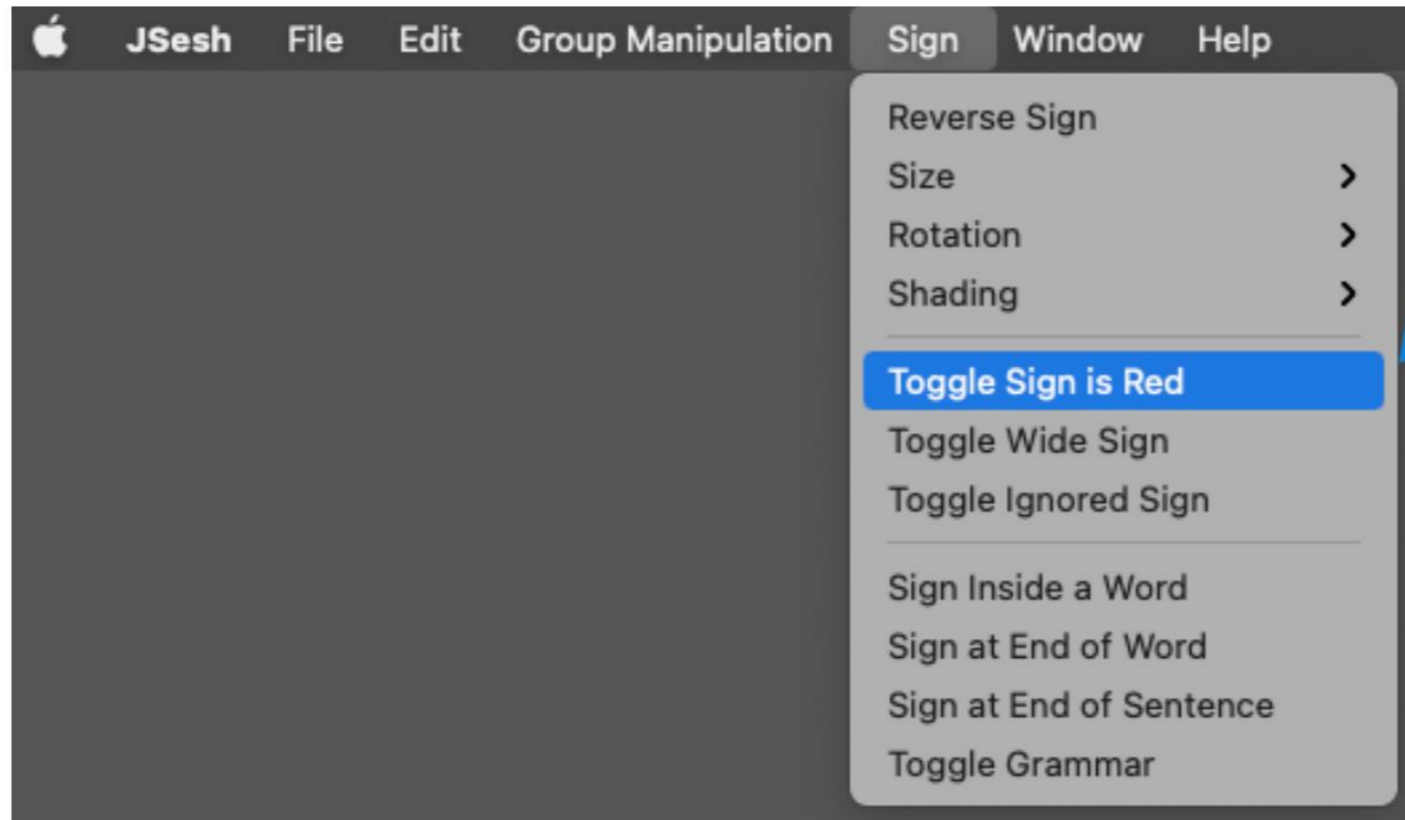 JSesh File Edit Group Manipulation Sign Window Help
Reverse Sign
Size
Rotation
Shading
Toggle Sign is Red
Toggle Wide Sign
Toggle Ignored Sign
Sign Inside a Word
Sign at End of Word
Sign at End of Sentence
Toggle Grammar